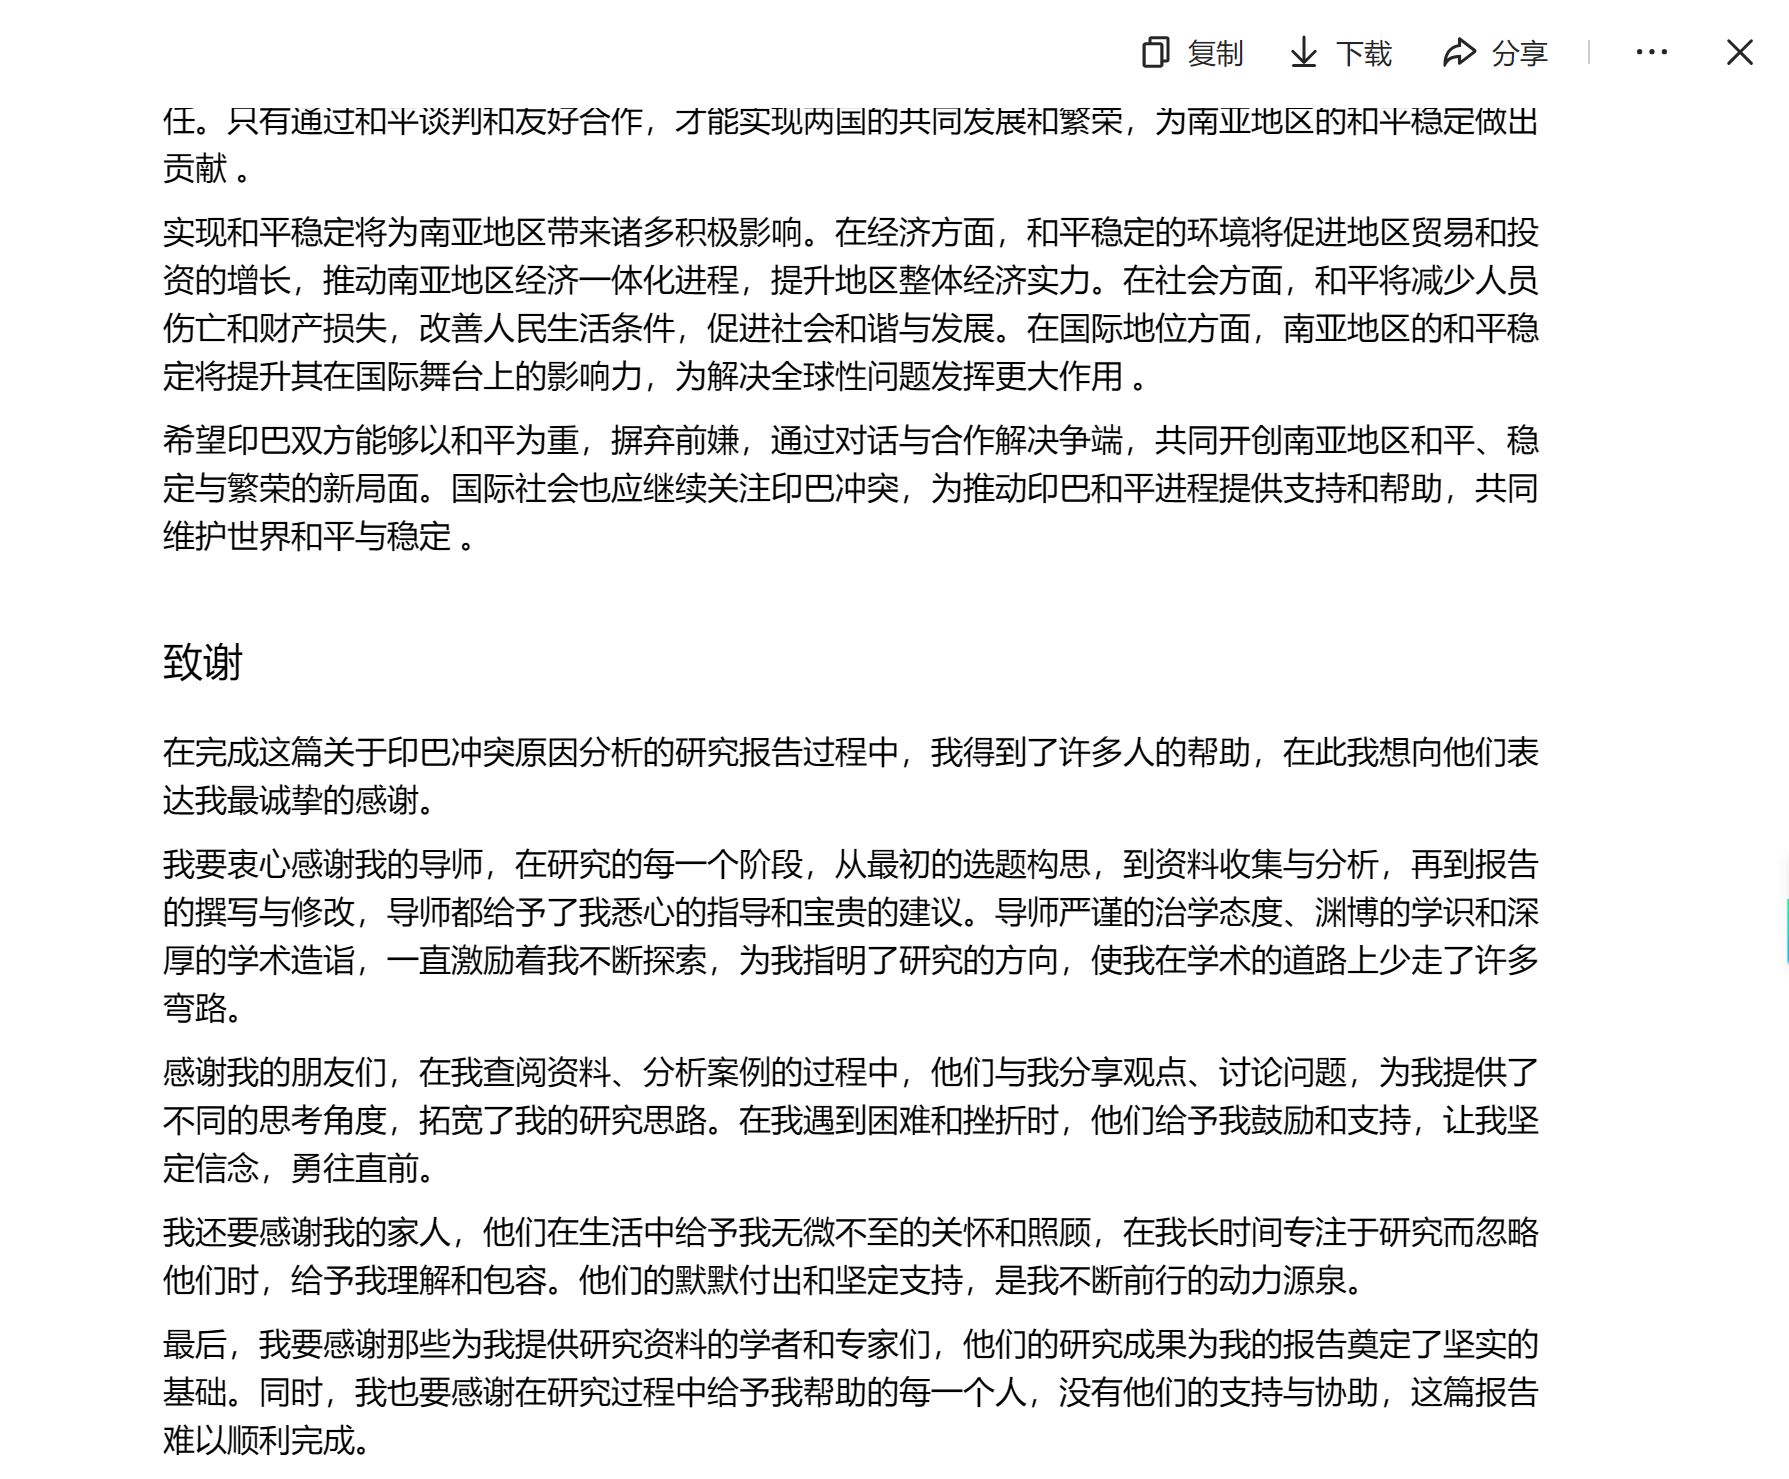 复制 下载 分享
任。只有通过和平谈判和友好合作，才能实现两国的共同发展和繁荣，为南亚地区的和平稳定做出
贡献 。
实现和平稳定将为南亚地区带来诸多积极影响。在经济方面，和平稳定的环境将促进地区贸易和投
资的增长，推动南亚地区经济一体化进程，提升地区整体经济实力。在社会方面，和平将减少人员
伤亡和财产损失，改善人民生活条件，促进社会和谐与发展。在国际地位方面，南亚地区的和平稳
定将提升其在国际舞台上的影响力，为解决全球性问题发挥更大作用 。
希望印巴双方能够以和平为重，摒弃前嫌，通过对话与合作解决争端，共同开创南亚地区和平、稳
定与繁荣的新局面。国际社会也应继续关注印巴冲突，为推动印巴和平进程提供支持和帮助，共同
维护世界和平与稳定 。
致谢
在完成这篇关于印巴冲突原因分析的研究报告过程中，我得到了许多人的帮助，在此我想向他们表
达我最诚挚的感谢。
我要衷心感谢我的导师，在研究的每一个阶段，从最初的选题构思，到资料收集与分析，再到报告
的撰写与修改，导师都给予了我悉心的指导和宝贵的建议。导师严谨的治学态度、渊博的学识和深
厚的学术造诣，一直激励着我不断探索，为我指明了研究的方向，使我在学术的道路上少走了许多
弯路。
感谢我的朋友们，在我查阅资料、分析案例的过程中，他们与我分享观点、讨论问题，为我提供了
不同的思考角度，拓宽了我的研究思路。在我遇到困难和挫折时，他们给予我鼓励和支持，让我坚
定信念，勇往直前。
我还要感谢我的家人，他们在生活中给予我无微不至的关怀和照顾，在我长时间专注于研究而忽略
他们时，给予我理解和包容。他们的默默付出和坚定支持，是我不断前行的动力源泉。
最后，我要感谢那些为我提供研究资料的学者和专家们，他们的研究成果为我的报告奠定了坚实的
基础。同时，我也要感谢在研究过程中给予我帮助的每一个人，没有他们的支持与协助，这篇报告
难以顺利完成。